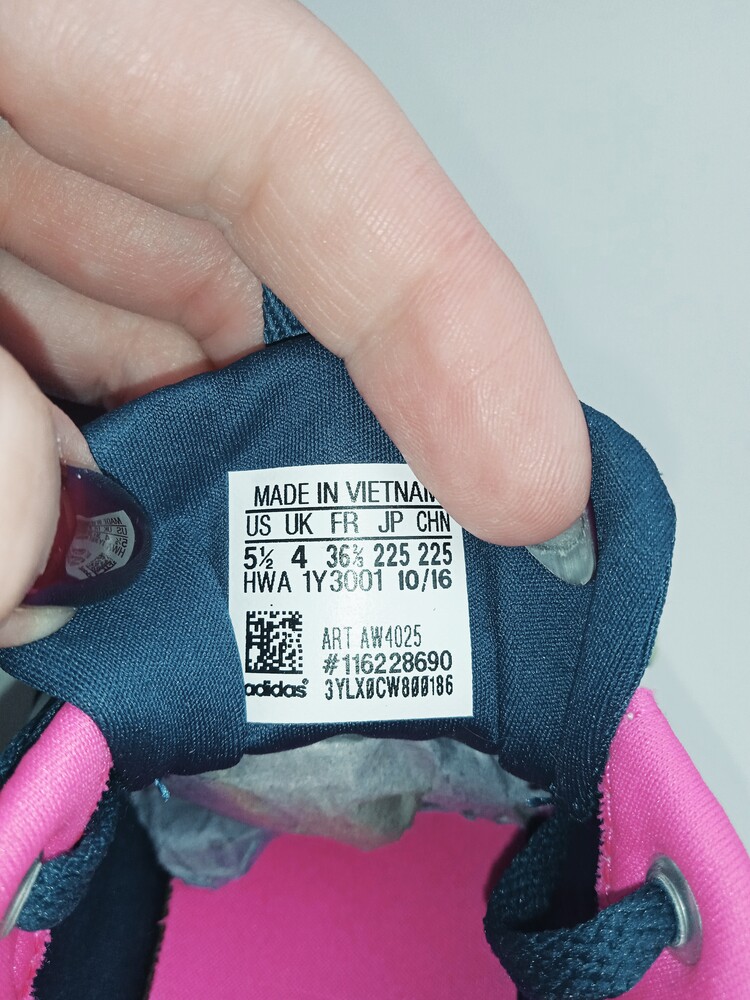 MADE IN VIETNAM
US UK FR JP CHN
5½ 4 36⅔ 225 225
HWA 1Y3001 10/16
ART AW4025
#116228690
adidas®
3YLXØCW8ØØ186